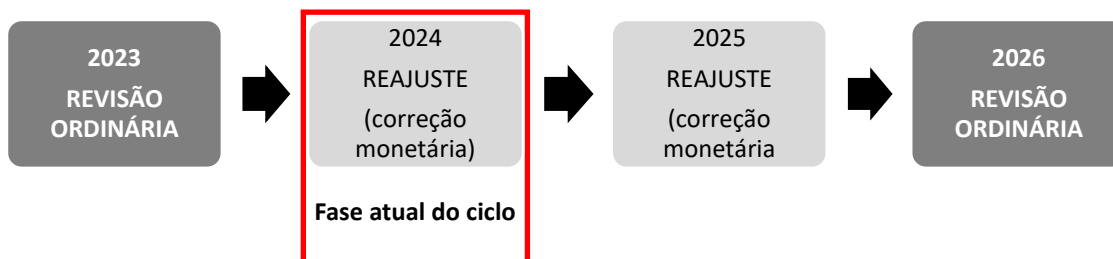 2023
REVISÃO
ORDINÁRIA
2024
REAJUSTE
(correção
monetária)
Fase atual do ciclo
2025
REAJUSTE
(correção
monetária
2026
REVISÃO
ORDINÁRIA